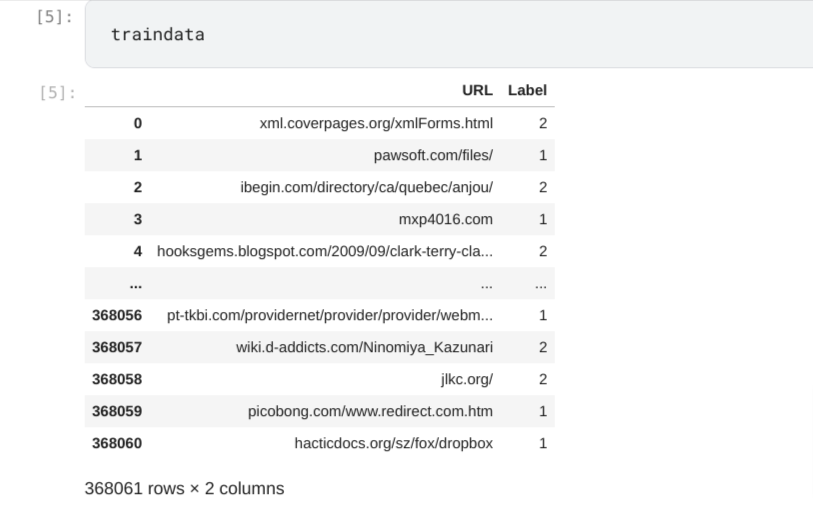 [5]: traindata
[5]: URL Label
0 xml.coverpages.org/xmlForms.html 2
1 pawsoft.com/files/ 1
2 ibegin.com/directory/ca/quebec/anjou/ 2
3 mxp4016.com 1
4 hooksgems.blogspot.com/2009/09/clark-terry-cla... 2
... ... ...
368056 pt-tkbi.com/providernet/provider/provider/webm... 1
368057 wiki.d-addicts.com/Ninomiya_Kazunari 2
368058 jlkc.org/ 2
368059 picobong.com/www.redirect.com.htm 1
368060 hacticdocs.org/sz/fox/dropbox 1
368061 rows × 2 columns